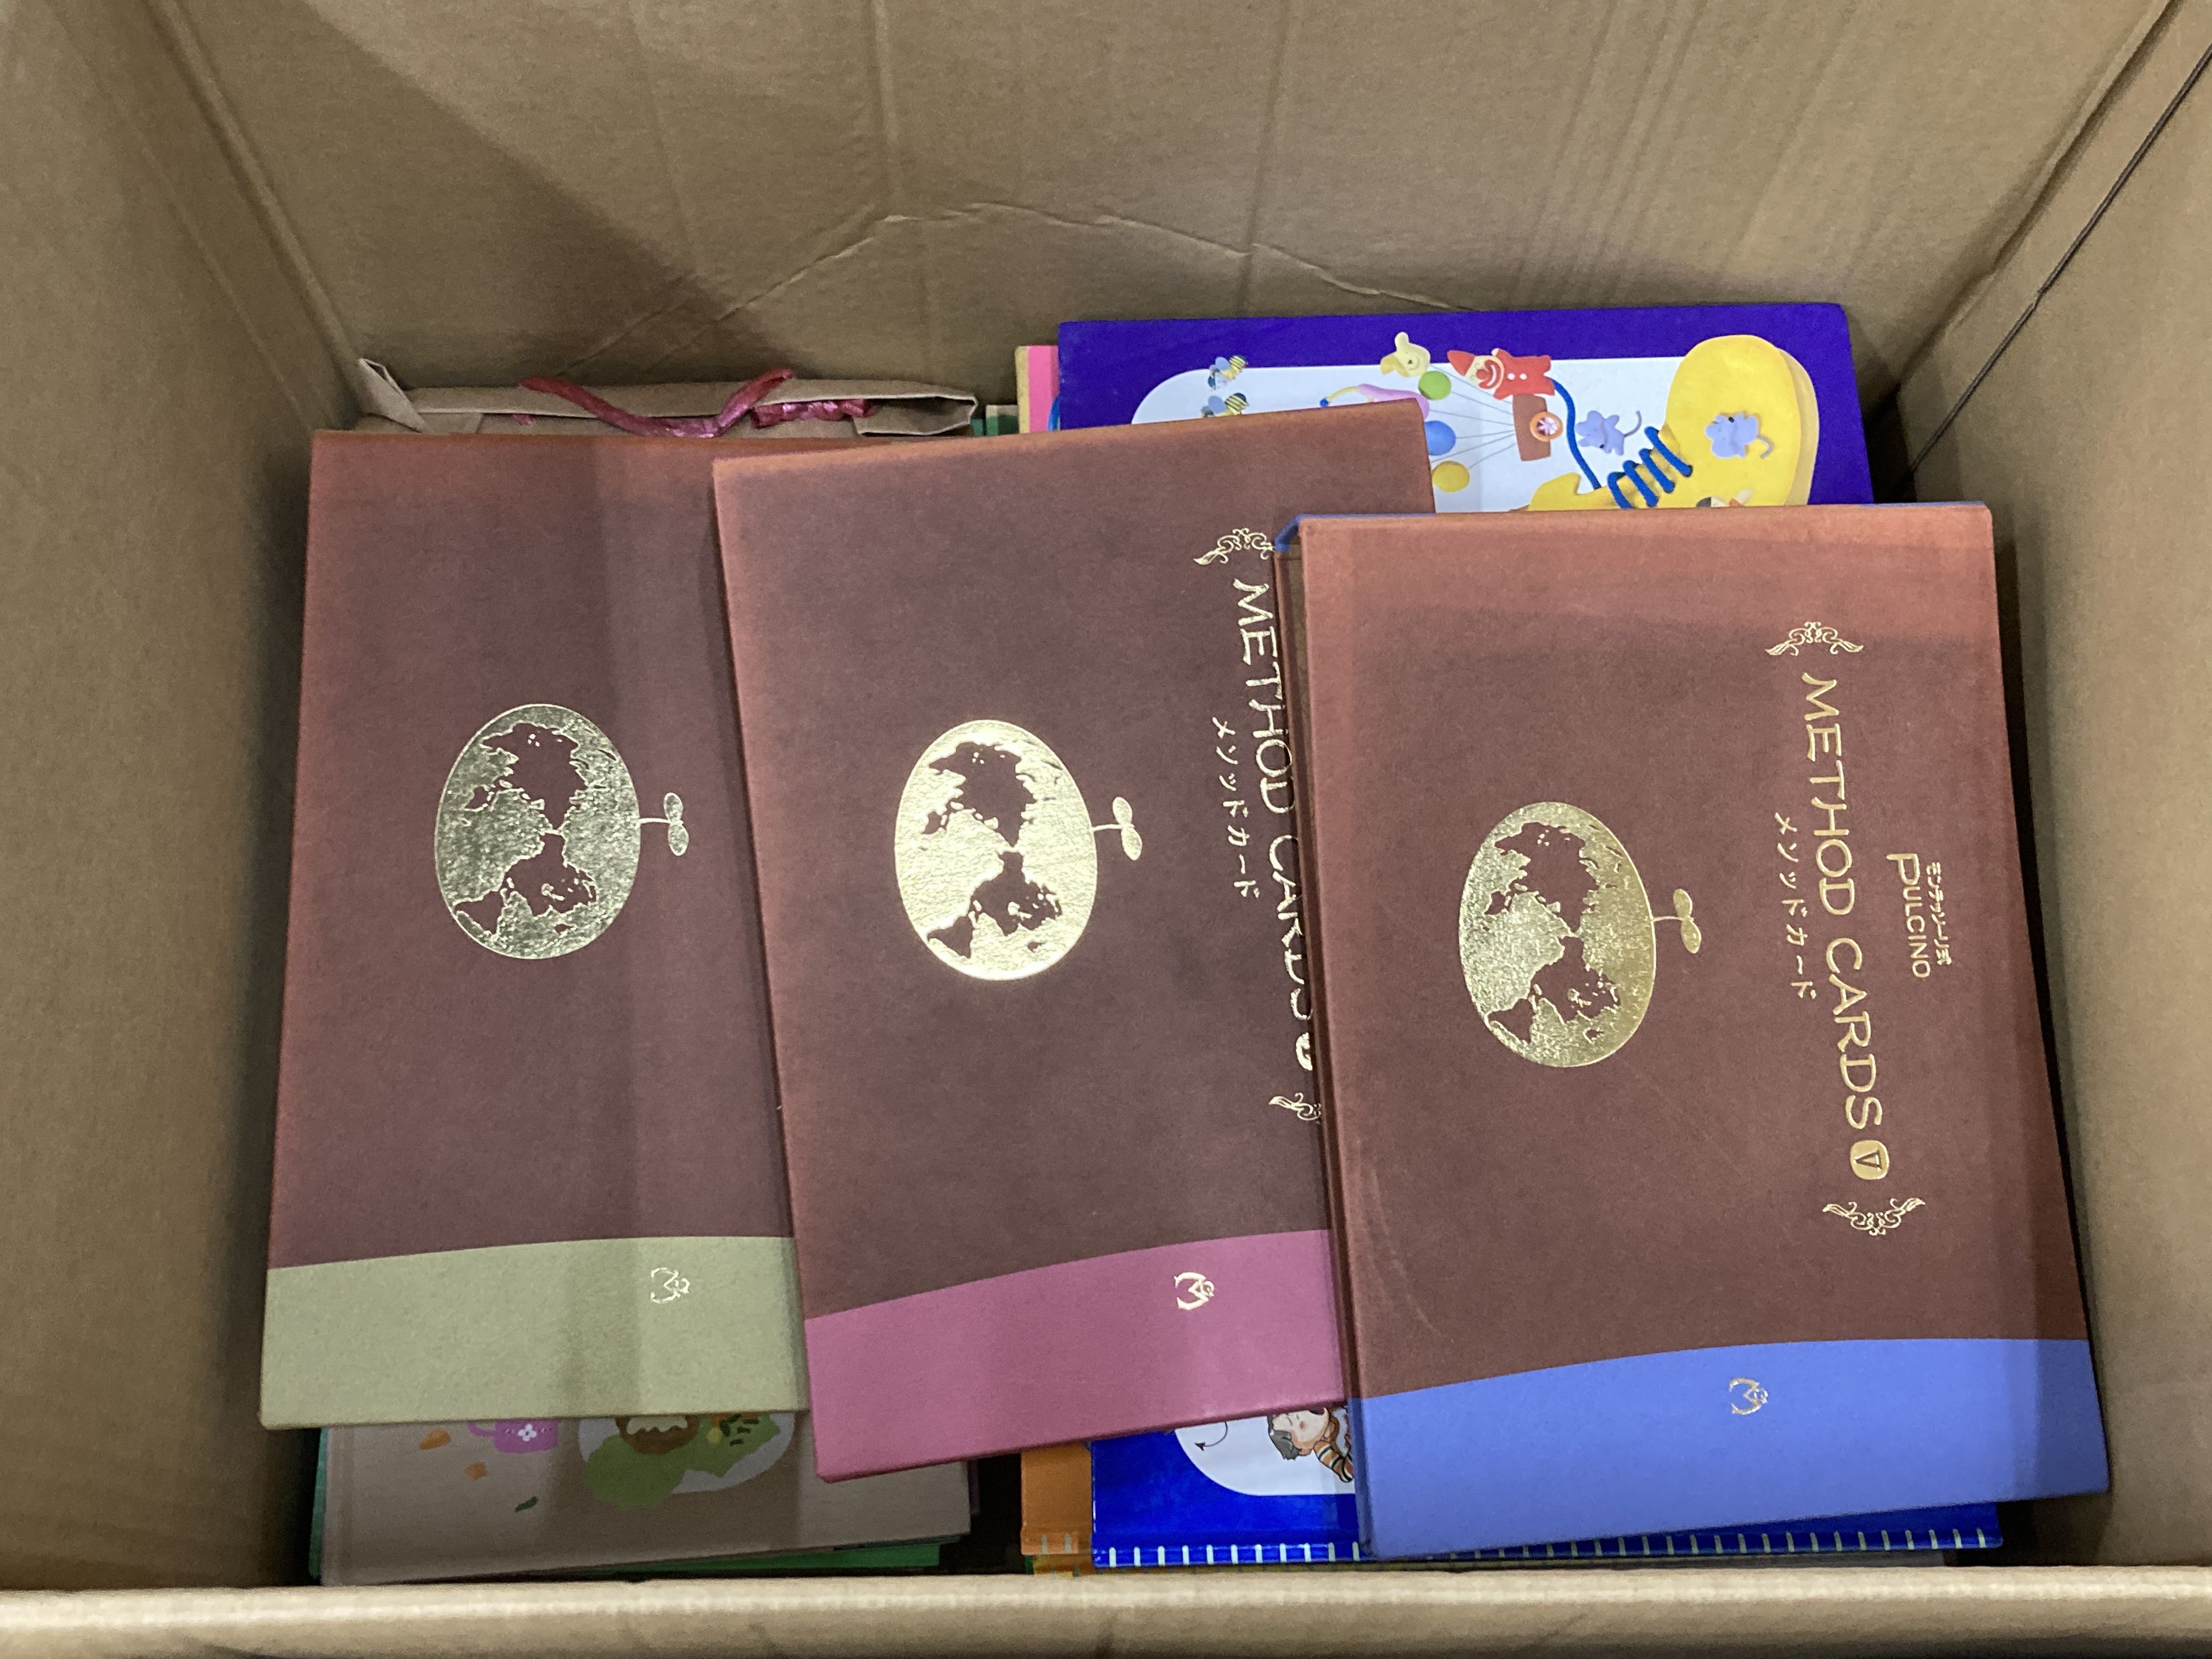 METHOD CARDS
メソッドカード
モンテッソーリ式
PULCINO
METHOD CARDS V
メソッドカード